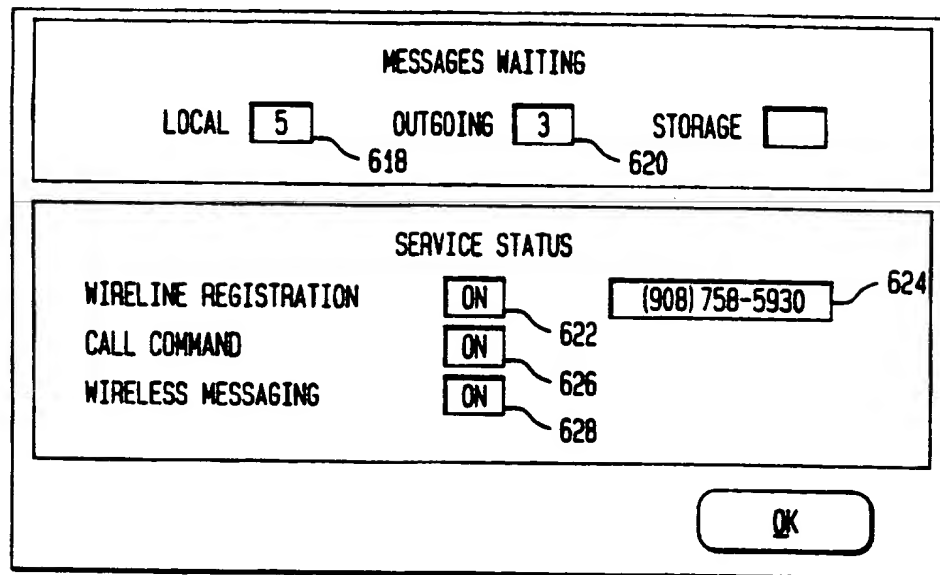 MESSAGES WAITING
LOCAL 5 OUTGOING 3 STORAGE
618 620
SERVICE STATUS
WIRELINE REGISTRATION ON (908) 758-5930 624
622
CALL COMMAND ON
626
WIRELESS MESSAGING ON
628
OK